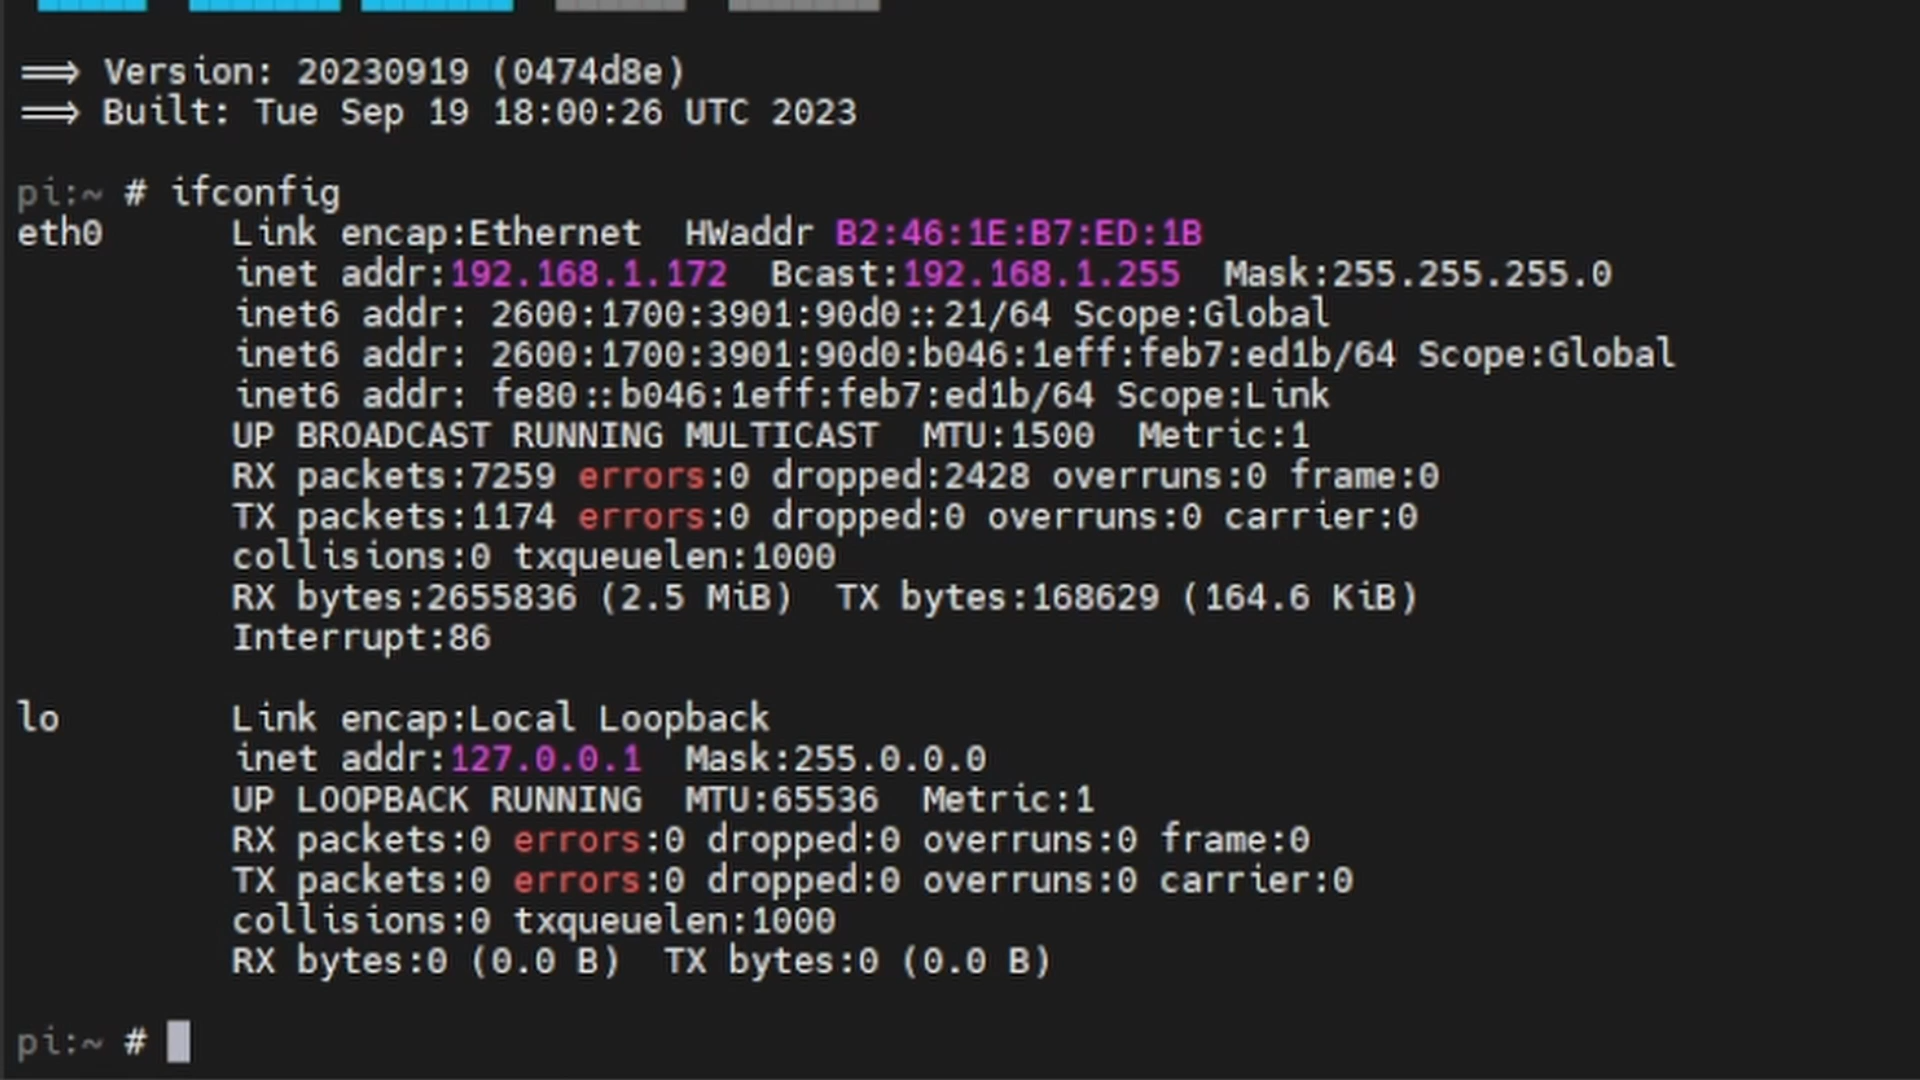 ⟹ Version: 20230919 (0474d8e)
⟹ Built: Tue Sep 19 18:00:26 UTC 2023
pi:~ # ifconfig
eth0      Link encap:Ethernet  HWaddr B2:46:1E:B7:ED:1B
          inet addr:192.168.1.172  Bcast:192.168.1.255  Mask:255.255.255.0
          inet6 addr: 2600:1700:3901:90d0::21/64 Scope:Global
          inet6 addr: 2600:1700:3901:90d0:b046:1eff:feb7:ed1b/64 Scope:Global
          inet6 addr: fe80::b046:1eff:feb7:ed1b/64 Scope:Link
          UP BROADCAST RUNNING MULTICAST  MTU:1500  Metric:1
          RX packets:7259 errors:0 dropped:2428 overruns:0 frame:0
          TX packets:1174 errors:0 dropped:0 overruns:0 carrier:0
          collisions:0 txqueuelen:1000
          RX bytes:2655836 (2.5 MiB)  TX bytes:168629 (164.6 KiB)
          Interrupt:86
lo        Link encap:Local Loopback
          inet addr:127.0.0.1  Mask:255.0.0.0
          UP LOOPBACK RUNNING  MTU:65536  Metric:1
          RX packets:0 errors:0 dropped:0 overruns:0 frame:0
          TX packets:0 errors:0 dropped:0 overruns:0 carrier:0
          collisions:0 txqueuelen:1000
          RX bytes:0 (0.0 B)  TX bytes:0 (0.0 B)
pi:~ #